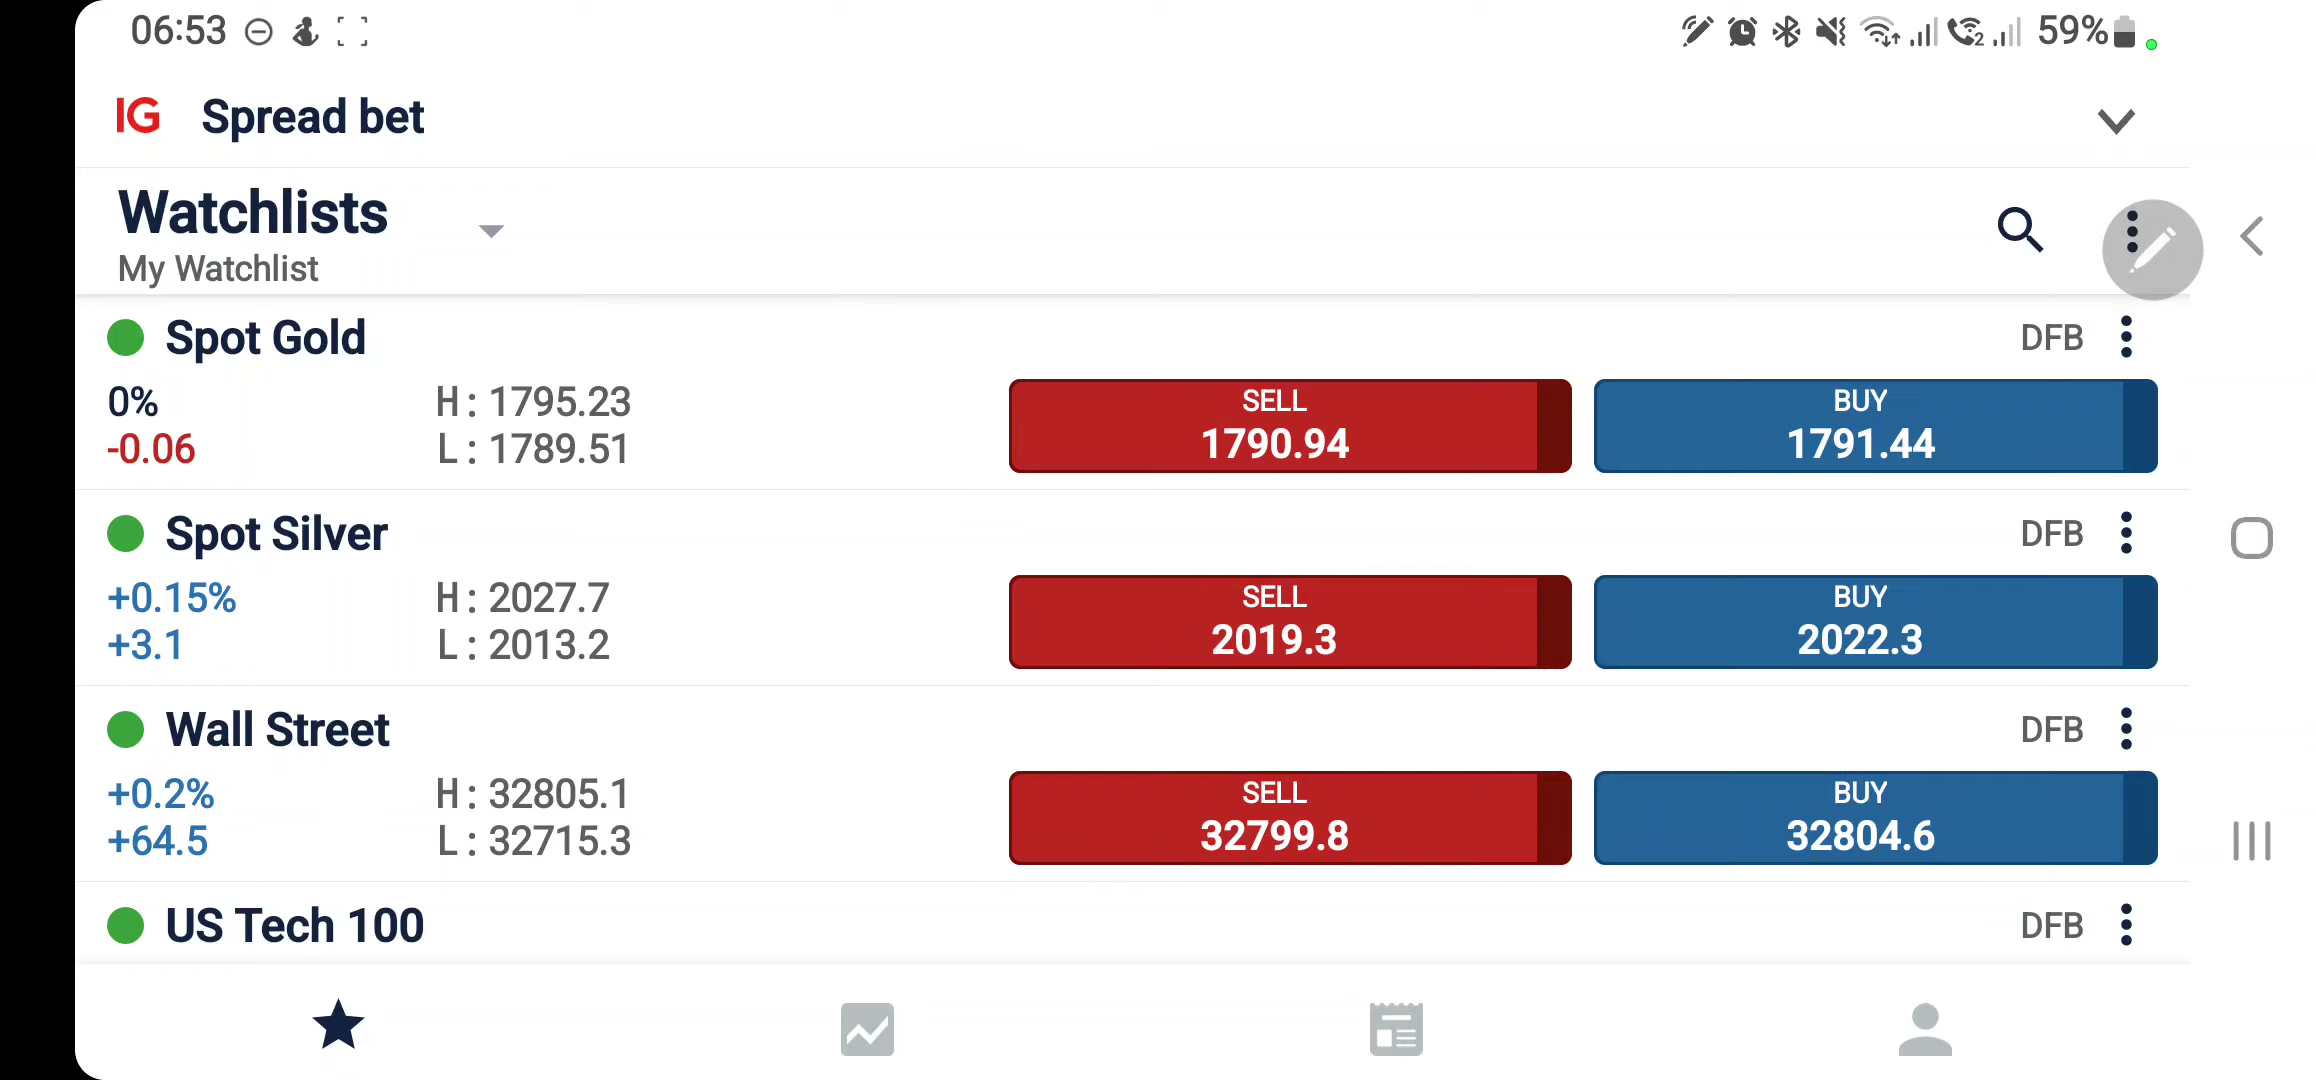 06:53 59%
IG Spread bet
Watchlists
My Watchlist
Spot Gold DFB
0% H: 1795.23 SELL BUY
-0.06 L: 1789.51 1790.94 1791.44
Spot Silver DFB
+0.15% H: 2027.7 SELL BUY
+3.1 L: 2013.2 2019.3 2022.3
Wall Street DFB
+0.2% H: 32805.1 SELL BUY
+64.5 L: 32715.3 32799.8 32804.6
US Tech 100 DFB